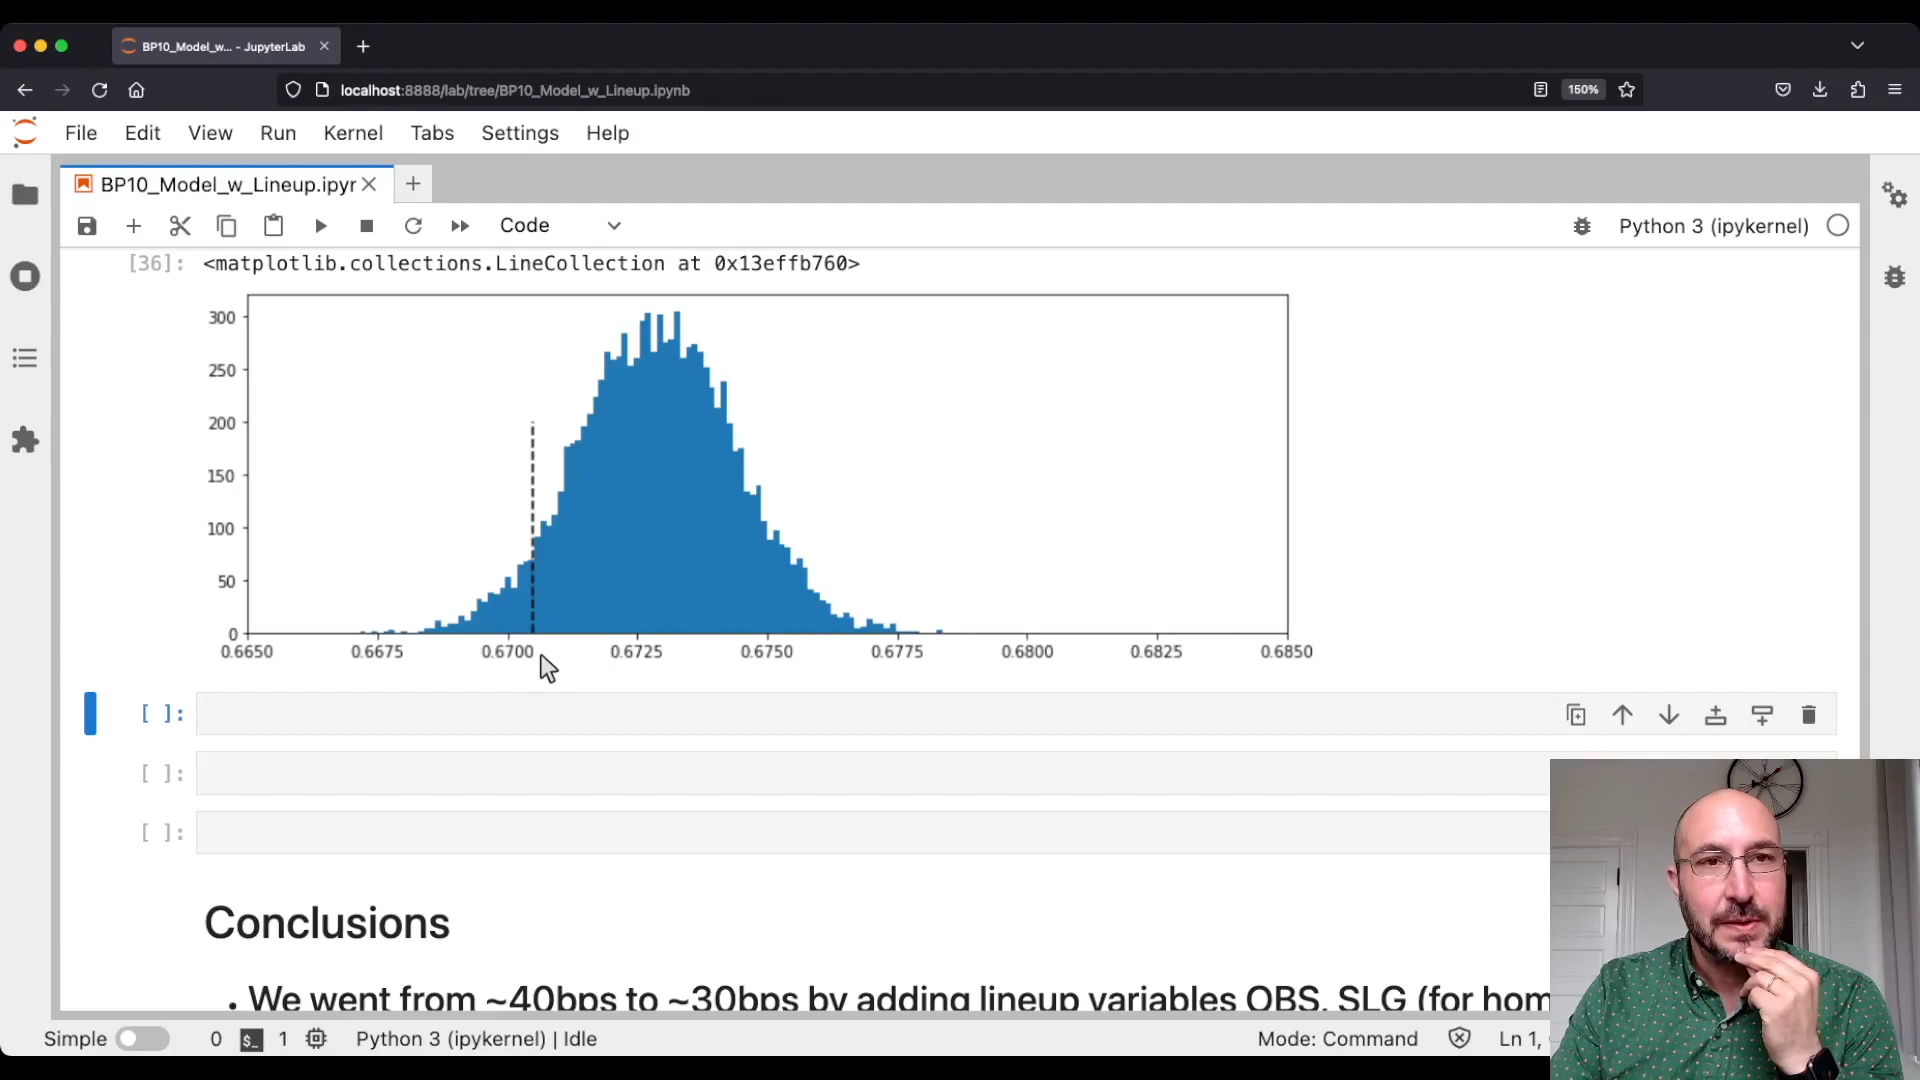 BP10_Model_w... - JupyterLab
localhost:8888/lab/tree/BP10_Model_w_Lineup.ipynb
150%
File Edit View Run Kernel Tabs Settings Help
BP10_Model_w_Lineup.ipyr
Code
Python 3 (ipykernel)
[36]: <matplotlib.collections.LineCollection at 0x13effb760>
300
250
200
150
100
50
0
0.6650 0.6675 0.6700 0.6725 0.6750 0.6775 0.6800 0.6825 0.6850
[ ]:
[ ]:
[ ]:
Conclusions
• We went from ~40bps to ~30bps by adding lineup variables OBS, SLG (for hom
Simple 0 $_ 1 Python 3 (ipykernel) | Idle Mode: Command Ln 1,